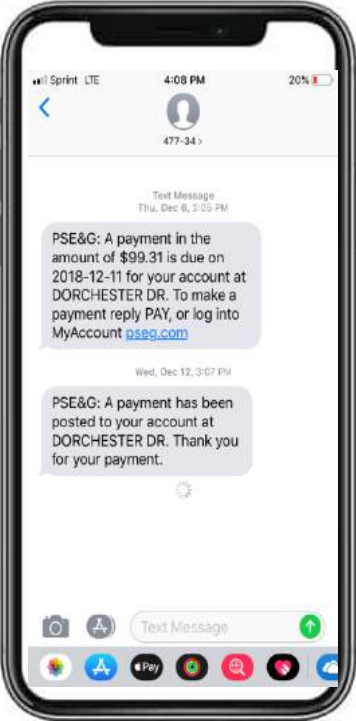 Sprint LTE 4:08 PM 20%
477-34 >
Text Message
Thu, Dec 6, 3:05 PM
PSE&G: A payment in the
amount of $99.31 is due on
2018-12-11 for your account at
DORCHESTER DR. To make a
payment reply PAY, or log into
MyAccount pseg.com
Wed, Dec 12, 3:07 PM
PSE&G: A payment has been
posted to your account at
DORCHESTER DR. Thank you
for your payment.
Text Message
Pay